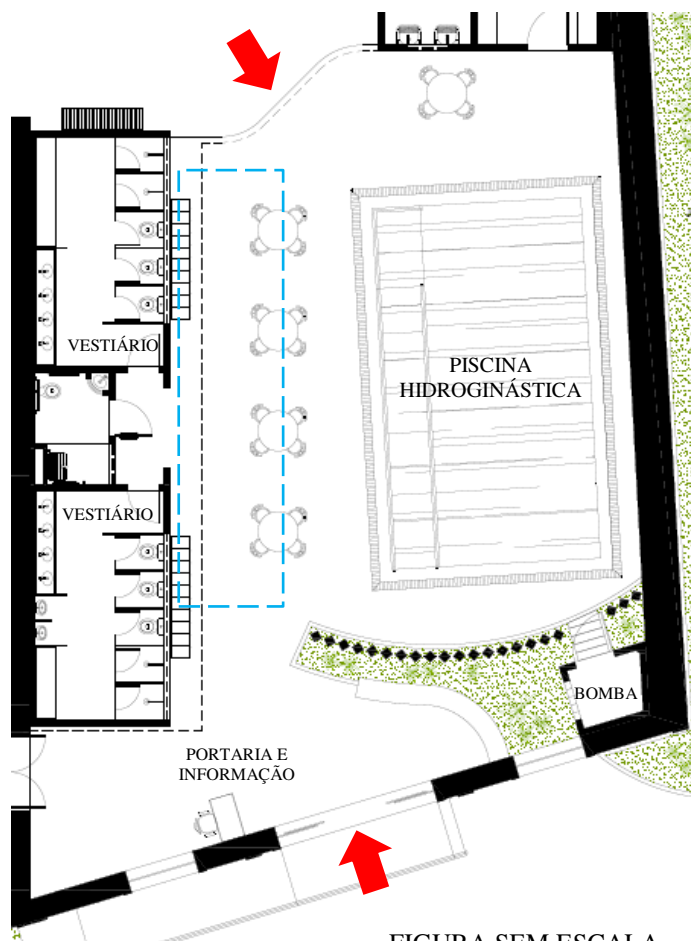 VESTIÁRIO
PISCINA
HIDROGINÁSTICA
VESTIÁRIO
BOMBA
PORTARIA E
INFORMAÇÃO
FIGURA SEM ESCALA